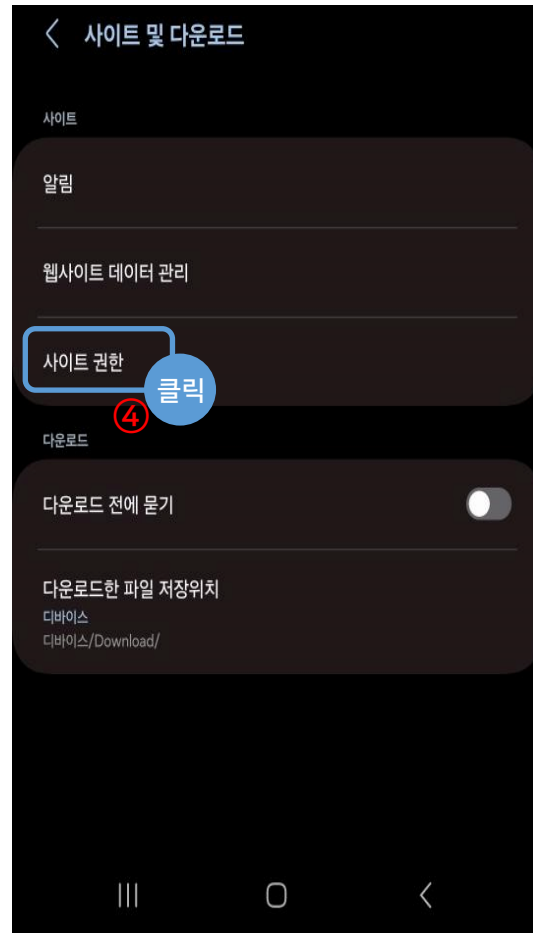 사이트 및 다운로드
사이트
알림
웹사이트 데이터 관리
사이트 권한
클릭
④
다운로드
다운로드 전에 묻기
다운로드한 파일 저장위치
디바이스
디바이스/Download/